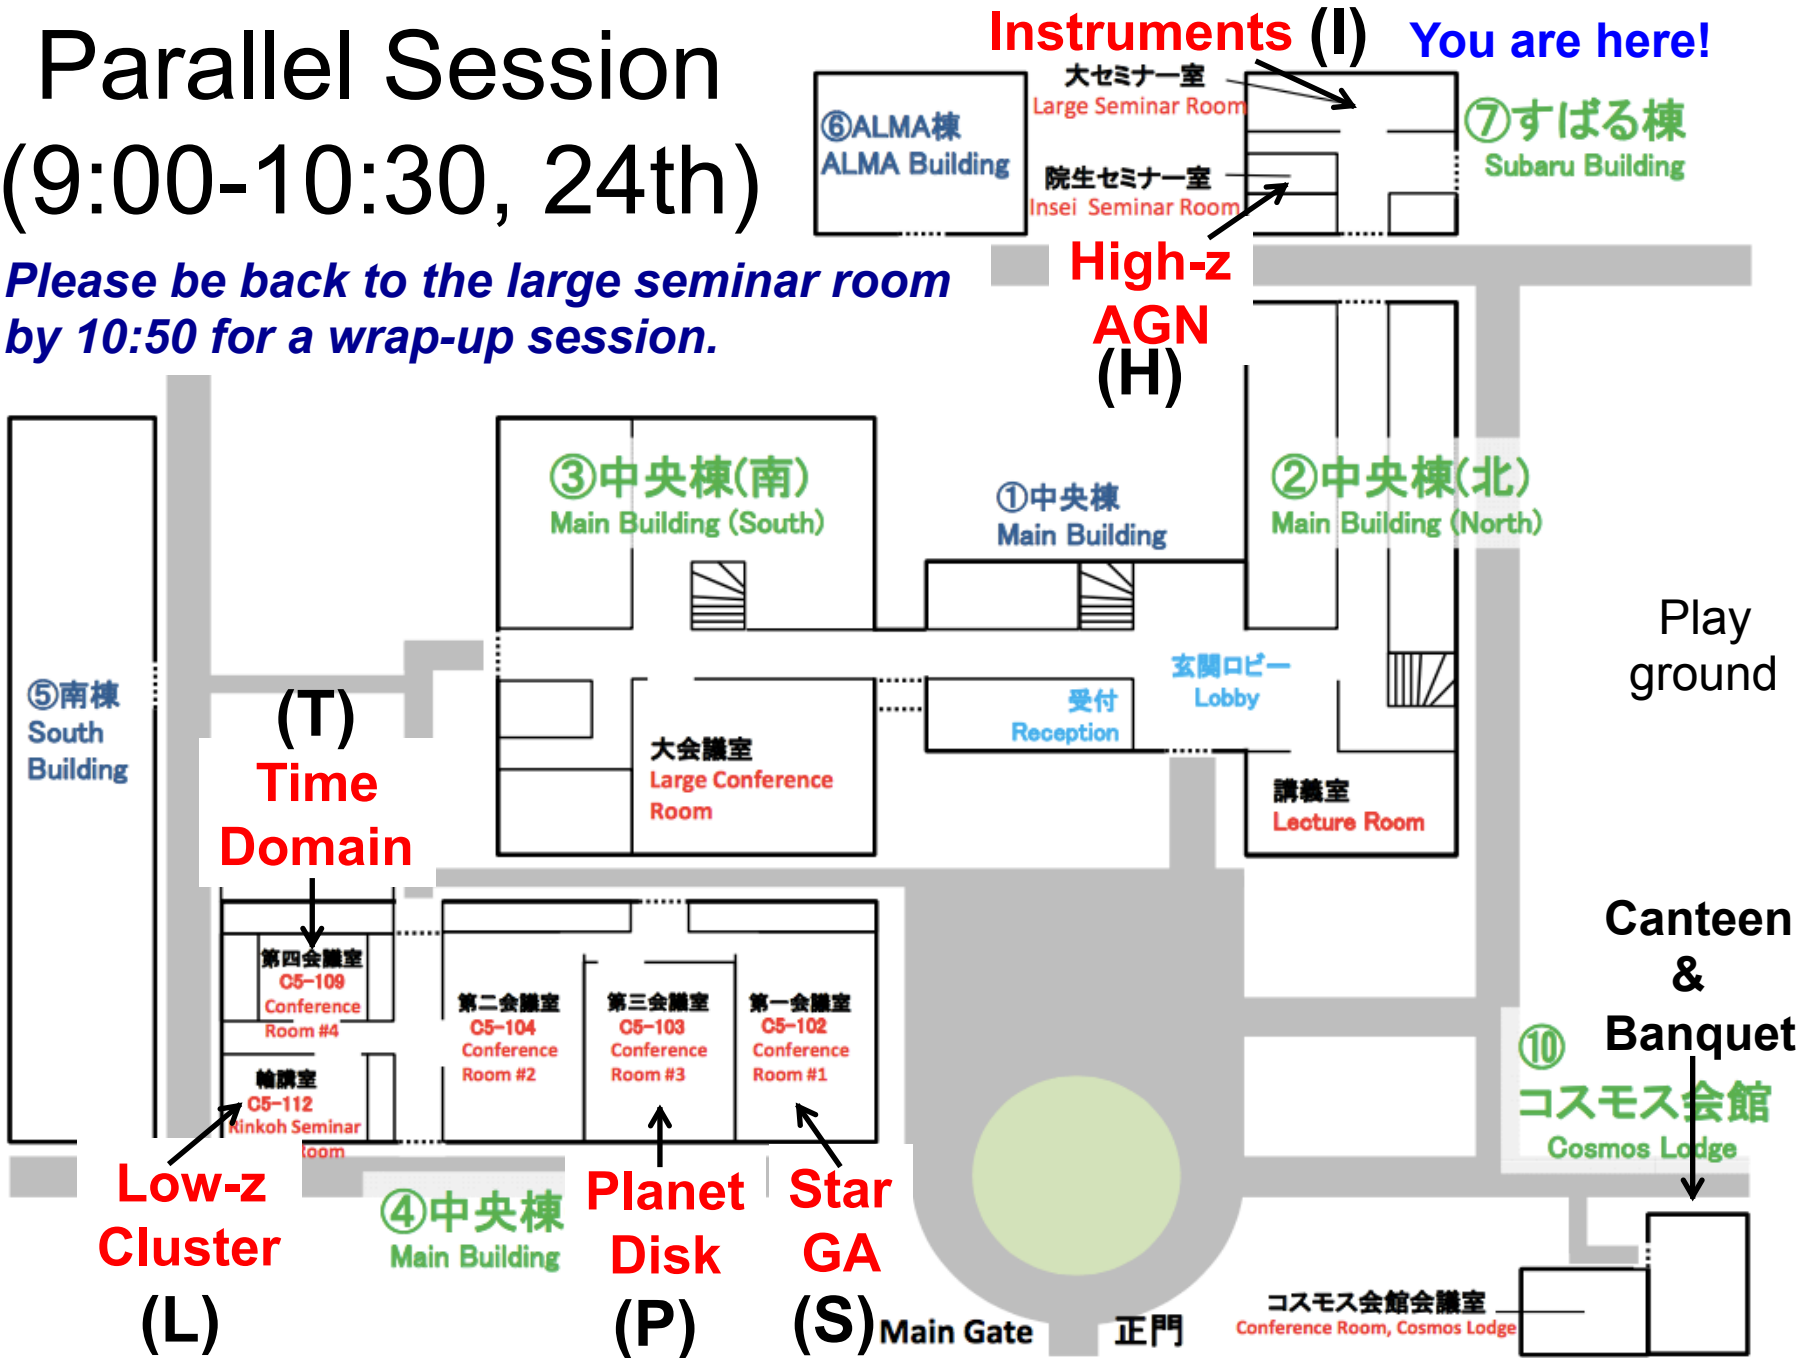 Parallel Session
(9:00-10:30, 24th)
Please be back to the large seminar room
by 10:50 for a wrap-up session.
Instruments (I)
You are here!
大セミナー室
Large Seminar Room
⑥ALMA棟
ALMA Building
院生セミナー室
Insei Seminar Room
⑦すばる棟
Subaru Building
High-z
AGN
(H)
③中央棟(南)
Main Building (South)
①中央棟
Main Building
②中央棟(北)
Main Building (North)
Play
ground
⑤南棟
South
Building
玄関ロビー
Lobby
受付
Reception
大会議室
Large Conference
Room
講義室
Lecture Room
(T)
Time
Domain
第四会議室
C5-109
Conference
Room #4
輪講室
C5-112
Rinkoh Seminar
Room
第二会議室
C5-104
Conference
Room #2
第三会議室
C5-103
Conference
Room #3
第一会議室
C5-102
Conference
Room #1
Canteen
&
Banquet
⑩
コスモス会館
Cosmos Lodge
Low-z
Cluster
(L)
④中央棟
Main Building
Planet
Disk
(P)
Star
GA
(S)
Main Gate 正門
コスモス会館会議室
Conference Room, Cosmos Lodge